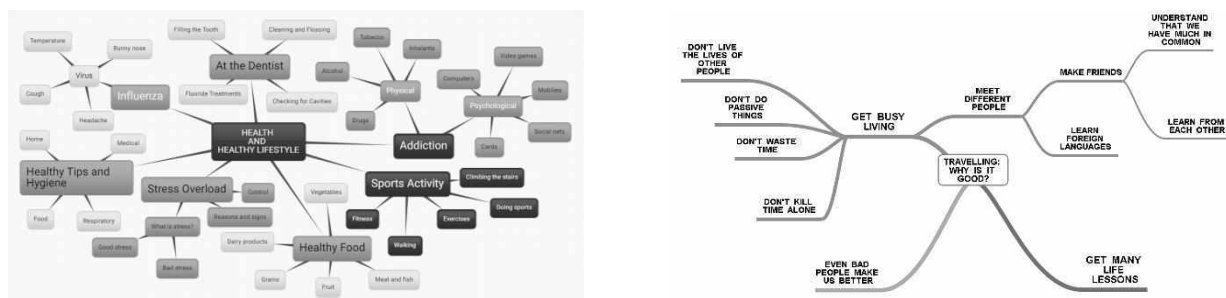 Filling the Tooth
Cleaning and Flossing
Temperature
Runny nose
Tobacco
Inhalants
Video games
At the Dentist
Virus
Alcohol
Physical
Computers
Mobiles
Cough
Influenza
Fluoride Treatments
Checking for Cavities
Psychological
Headache
Drugs
Social nets
HEALTH
AND
HEALTHY LIFESTYLE
Addiction
Cards
Home
Medical
Healthy Tips and
Hygiene
Stress Overload
Control
Vegetables
Sports Activity
Climbing the stairs
Doing sports
Food
Respiratory
What is stress?
Reasons and signs
Fitness
Exercises
Good stress
Dairy products
Healthy Food
Walking
Bad stress
Grains
Fruit
Meat and Fish
DON'T LIVE
THE LIVES OF
OTHER
PEOPLE
DON'T DO
PASSIVE
THINGS
DON'T WASTE
TIME
DON'T KILL
TIME ALONE
GET BUSY
LIVING
MEET
DIFFERENT
PEOPLE
MAKE FRIENDS
UNDERSTAND
THAT WE
HAVE MUCH IN
COMMON
LEARN FROM
EACH OTHER
LEARN
FOREIGN
LANGUAGES
TRAVELLING:
WHY IS IT
GOOD?
EVEN BAD
PEOPLE MAKE
US BETTER
GET MANY
LIFE
LESSONS